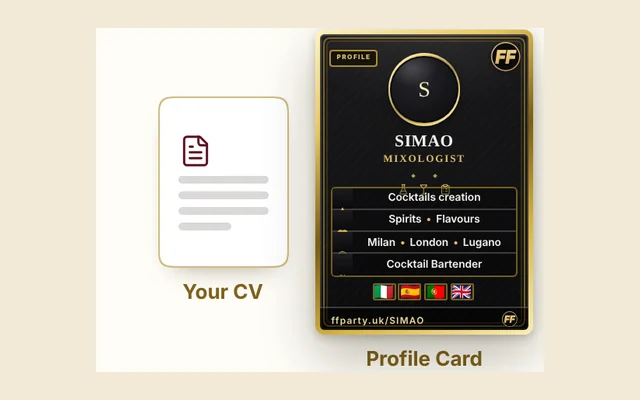 PROFILE
FF
S
SIMAO
MIXOLOGIST
Cocktails creation
Spirits • Flavours
Milan • London • Lugano
Cocktail Bartender
ffparty.uk/SIMAO
FF
Your CV
Profile Card